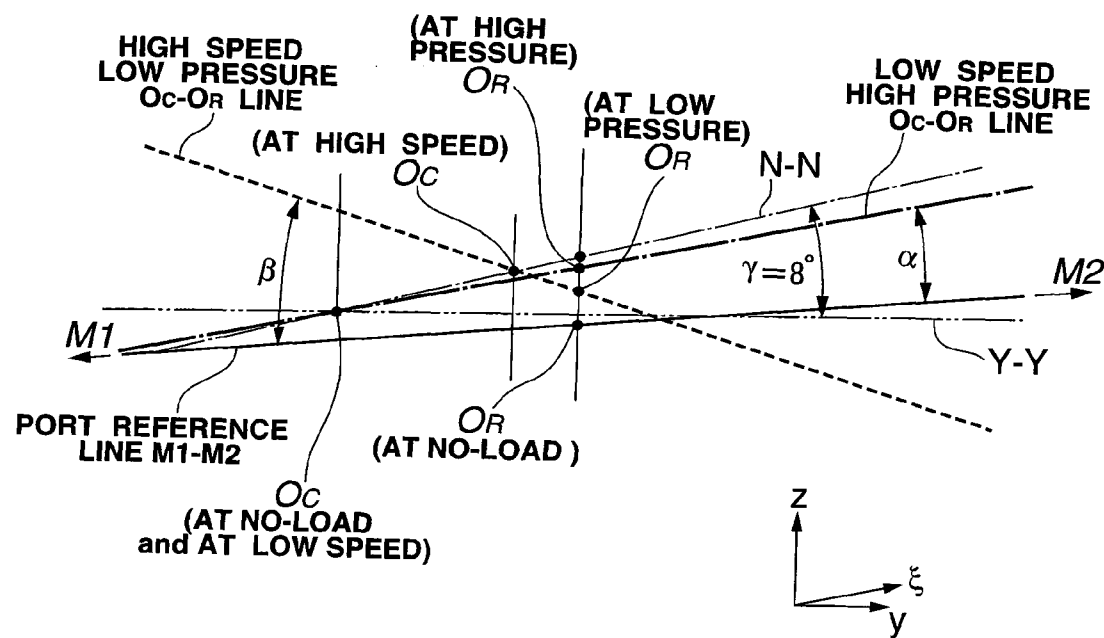 (AT HIGH
PRESSURE)
OR
HIGH SPEED
LOW PRESSURE
OC-OR LINE
LOW SPEED
HIGH PRESSURE
OC-OR LINE
(AT LOW
PRESSURE)
OR
(AT HIGH SPEED)
OC
N-N
β
γ=8°
α
M2
M1
Y-Y
PORT REFERENCE
LINE M1-M2
OR
(AT NO-LOAD )
OC
(AT NO-LOAD
and AT LOW SPEED)
z
ξ
y